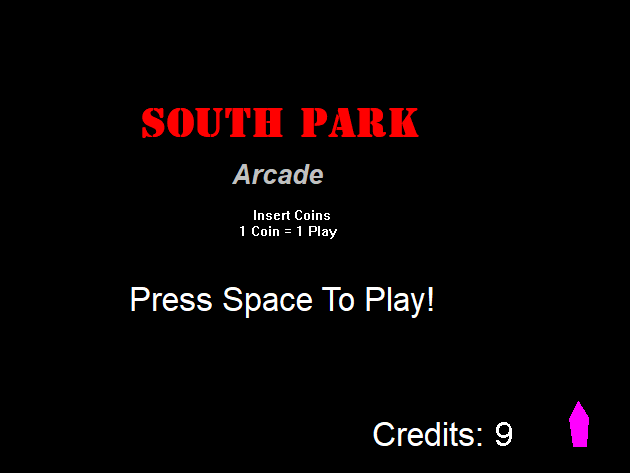 SOUTH PARK
Arcade
Insert Coins
1 Coin = 1 Play
Press Space To Play!
Credits: 9